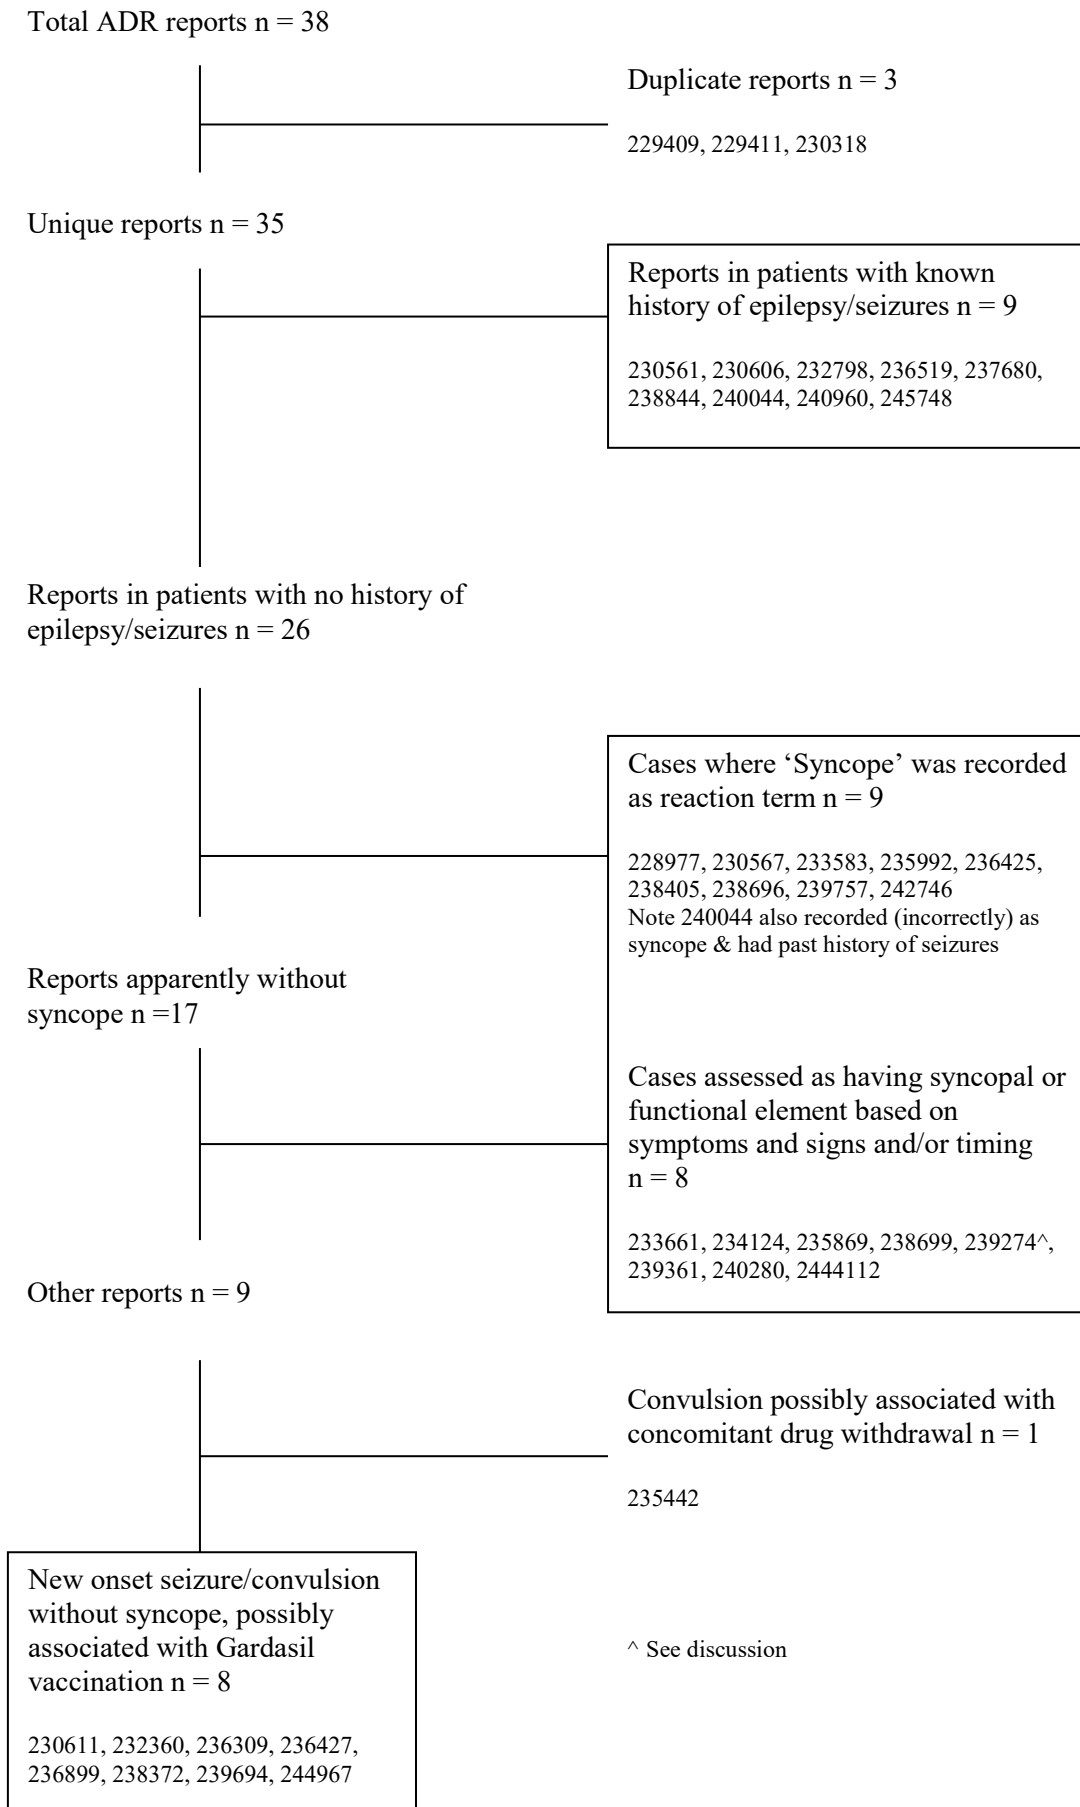 Total ADR reports n = 38
Duplicate reports n = 3
229409, 229411, 230318
Unique reports n = 35
Reports in patients with known
history of epilepsy/seizures n = 9
230561, 230606, 232798, 236519, 237680,
238844, 240044, 240960, 245748
Reports in patients with no history of
epilepsy/seizures n = 26
Cases where ‘Syncope’ was recorded
as reaction term n = 9
228977, 230567, 233583, 235992, 236425,
238405, 238696, 239757, 242746
Note 240044 also recorded (incorrectly) as
syncope & had past history of seizures
Reports apparently without
syncope n =17
Cases assessed as having syncopal or
functional element based on
symptoms and signs and/or timing
n = 8
233661, 234124, 235869, 238699, 239274^,
239361, 240280, 2444112
Other reports n = 9
Convulsion possibly associated with
concomitant drug withdrawal n = 1
235442
New onset seizure/convulsion
without syncope, possibly
associated with Gardasil
vaccination n = 8
230611, 232360, 236309, 236427,
236899, 238372, 239694, 244967
^ See discussion